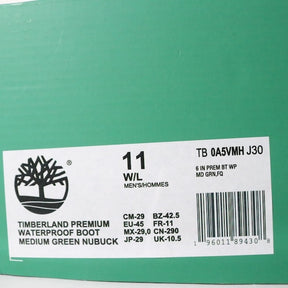 11
W/L
MEN'S/HOMMES
TB 0A5VMH J30
6 IN PREM BT WP
MD GRN,FQ
TIMBERLAND PREMIUM
WATERPROOF BOOT
MEDIUM GREEN NUBUCK
CM-29 BZ-42.5
EU-45 FR-11
MX-29,0 CN-290
JP-29 UK-10.5
1 96011 89430 8